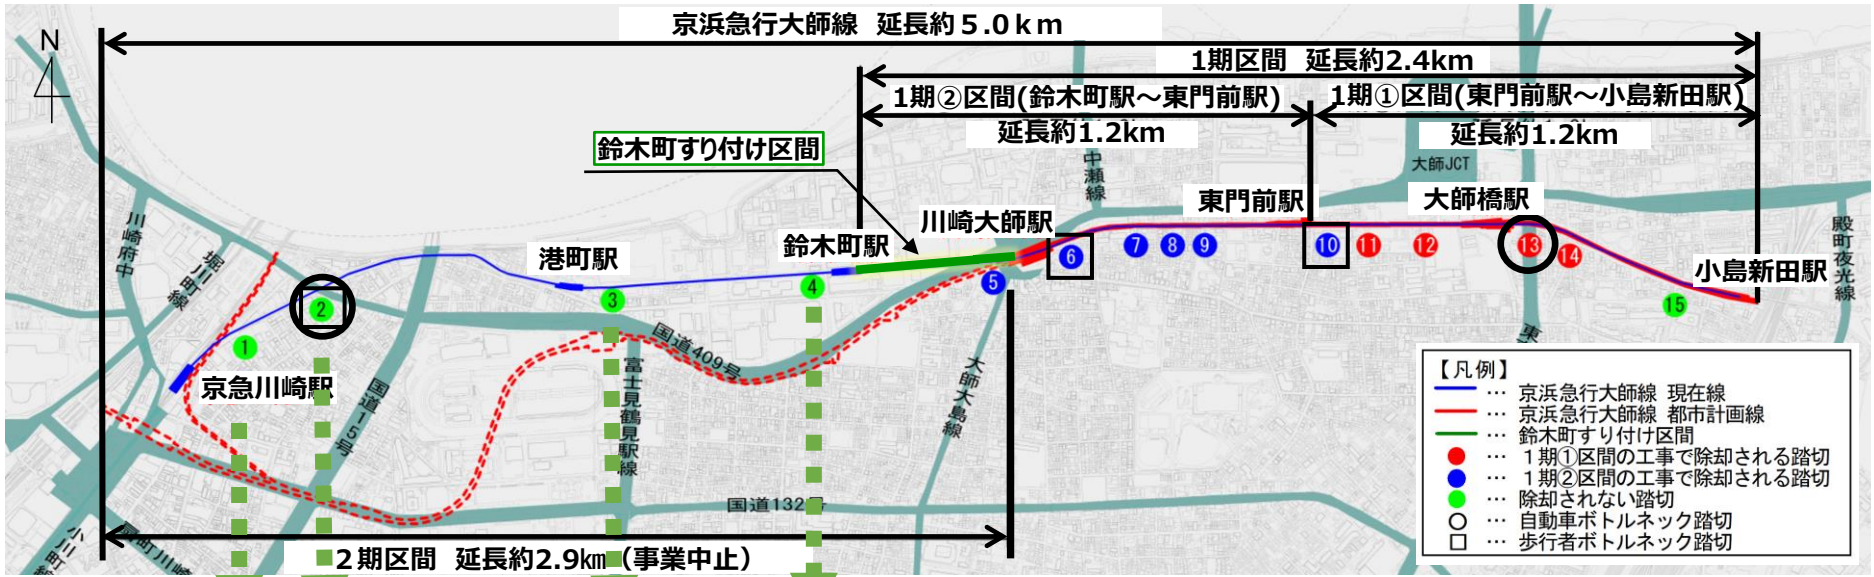 京浜急行大師線 延長約5.0km
N
1期区間 延長約2.4km
1期②区間(鈴木町駅～東門前駅)
1期①区間(東門前駅～小島新田駅)
延長約1.2km
延長約1.2km
鈴木町すり付け区間
大師JCT
中瀬線
川崎府中
堀川町線
東門前駅
大師橋駅
川崎大師駅
鈴木町駅
港町駅
小島新田駅
殿町夜光線
1
2
3
4
5
6
7
8
9
10
11
12
13
14
15
京急川崎駅
国道15号
国道409号
富士見鶴見駅線
大師大島線
国道132号
小川町線
2期区間 延長約2.9km (事業中止)
【凡例】
… 京浜急行大師線 現在線
… 京浜急行大師線 都市計画線
… 鈴木町すり付け区間
… 1期①区間の工事で除却される踏切
… 1期②区間の工事で除却される踏切
… 除却されない踏切
… 自動車ボトルネック踏切
… 歩行者ボトルネック踏切